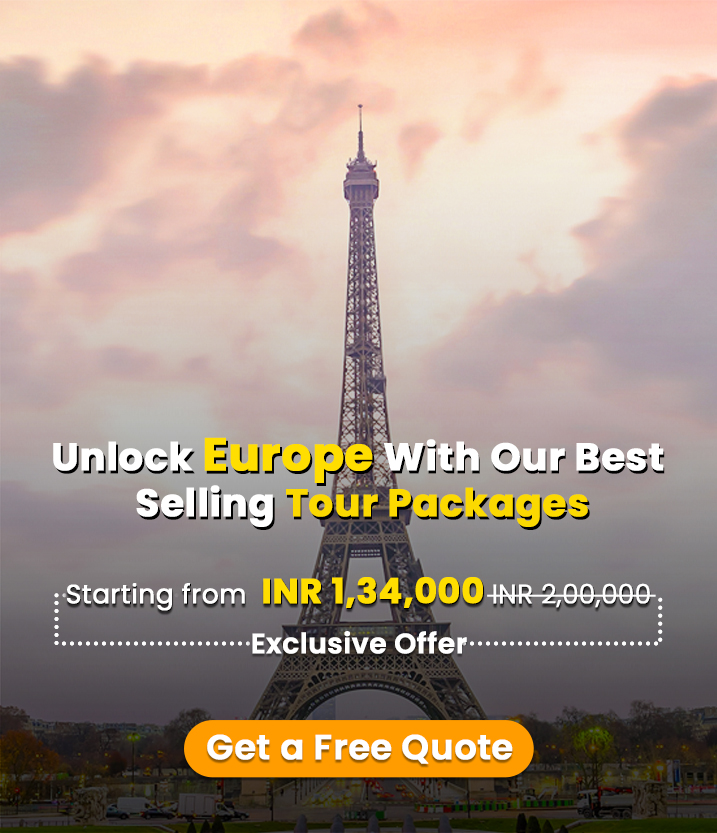 Unlock Europe With Our Best
Selling Tour Packages
Starting from INR 1,34,000 INR 2,00,000
Exclusive Offer
Get a Free Quote